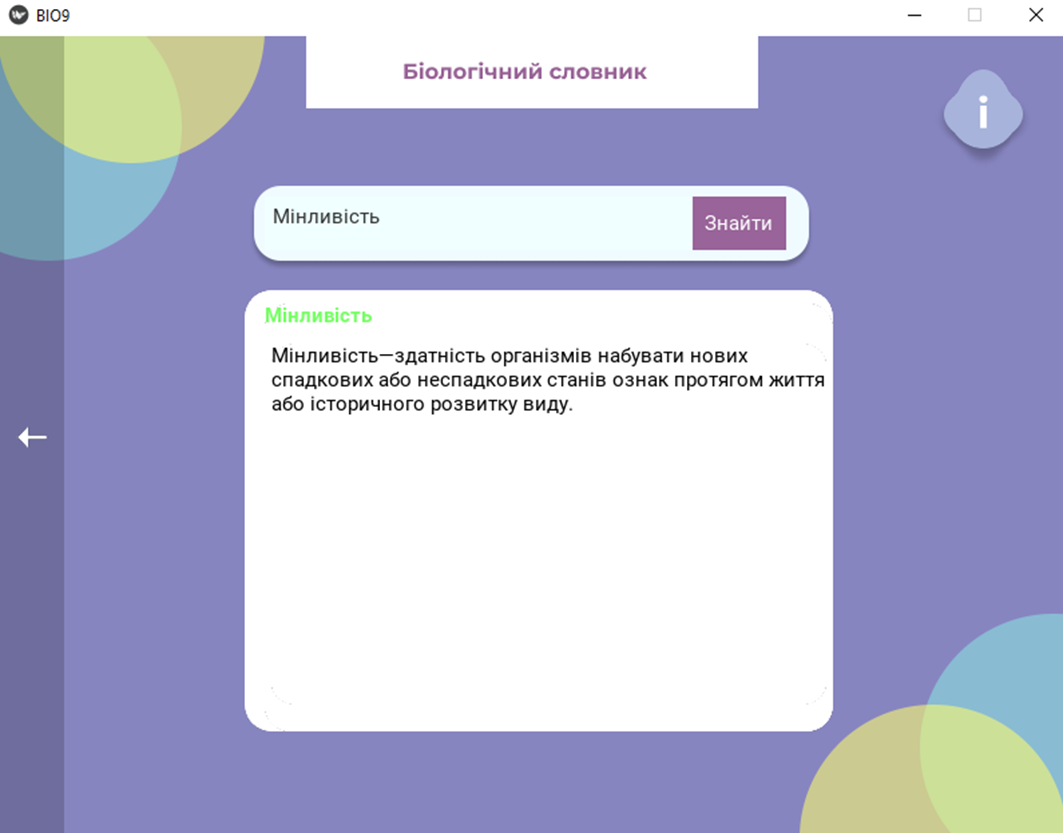 BIO9
Біологічний словник
i
Мінливість
Знайти
Мінливість
Мінливість—здатність організмів набувати нових
спадкових або неспадкових станів ознак протягом життя
або історичного розвитку виду.